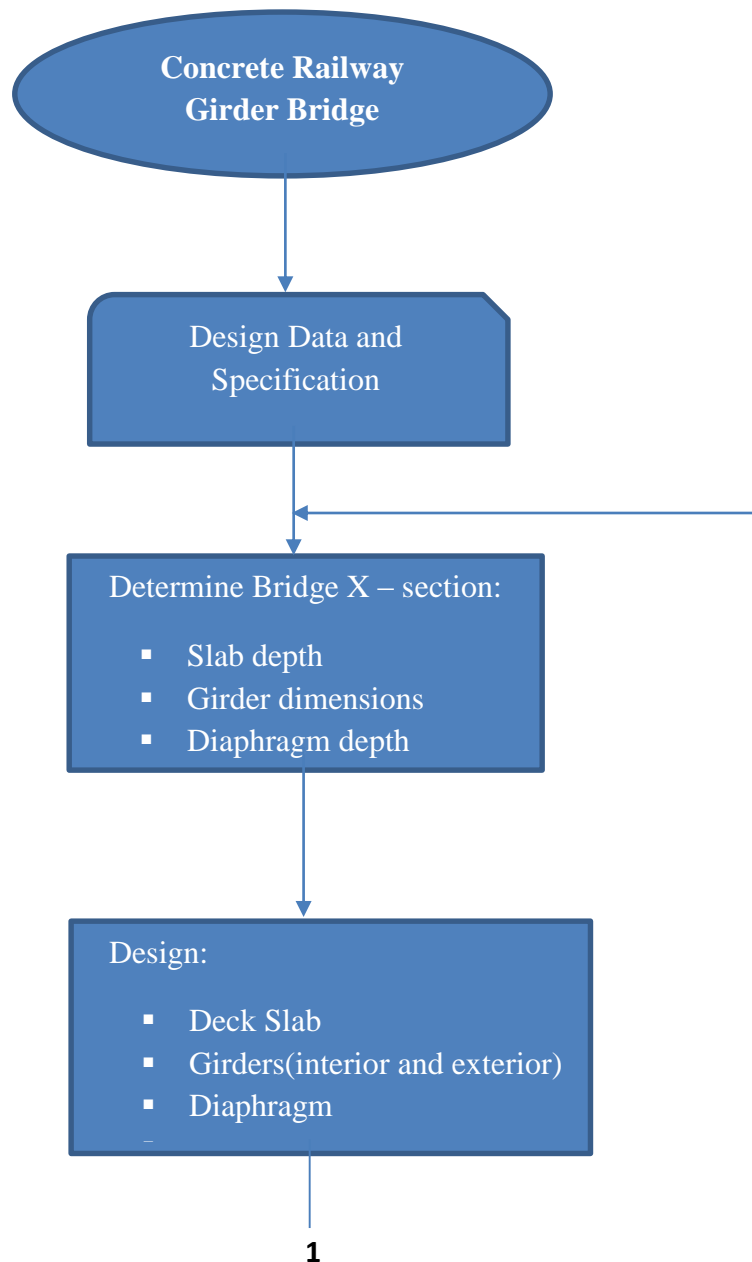 Concrete Railway
Girder Bridge
Design Data and
Specification
Determine Bridge X – section:
▪ Slab depth
▪ Girder dimensions
▪ Diaphragm depth
Design:
▪ Deck Slab
▪ Girders(interior and exterior)
▪ Diaphragm
1